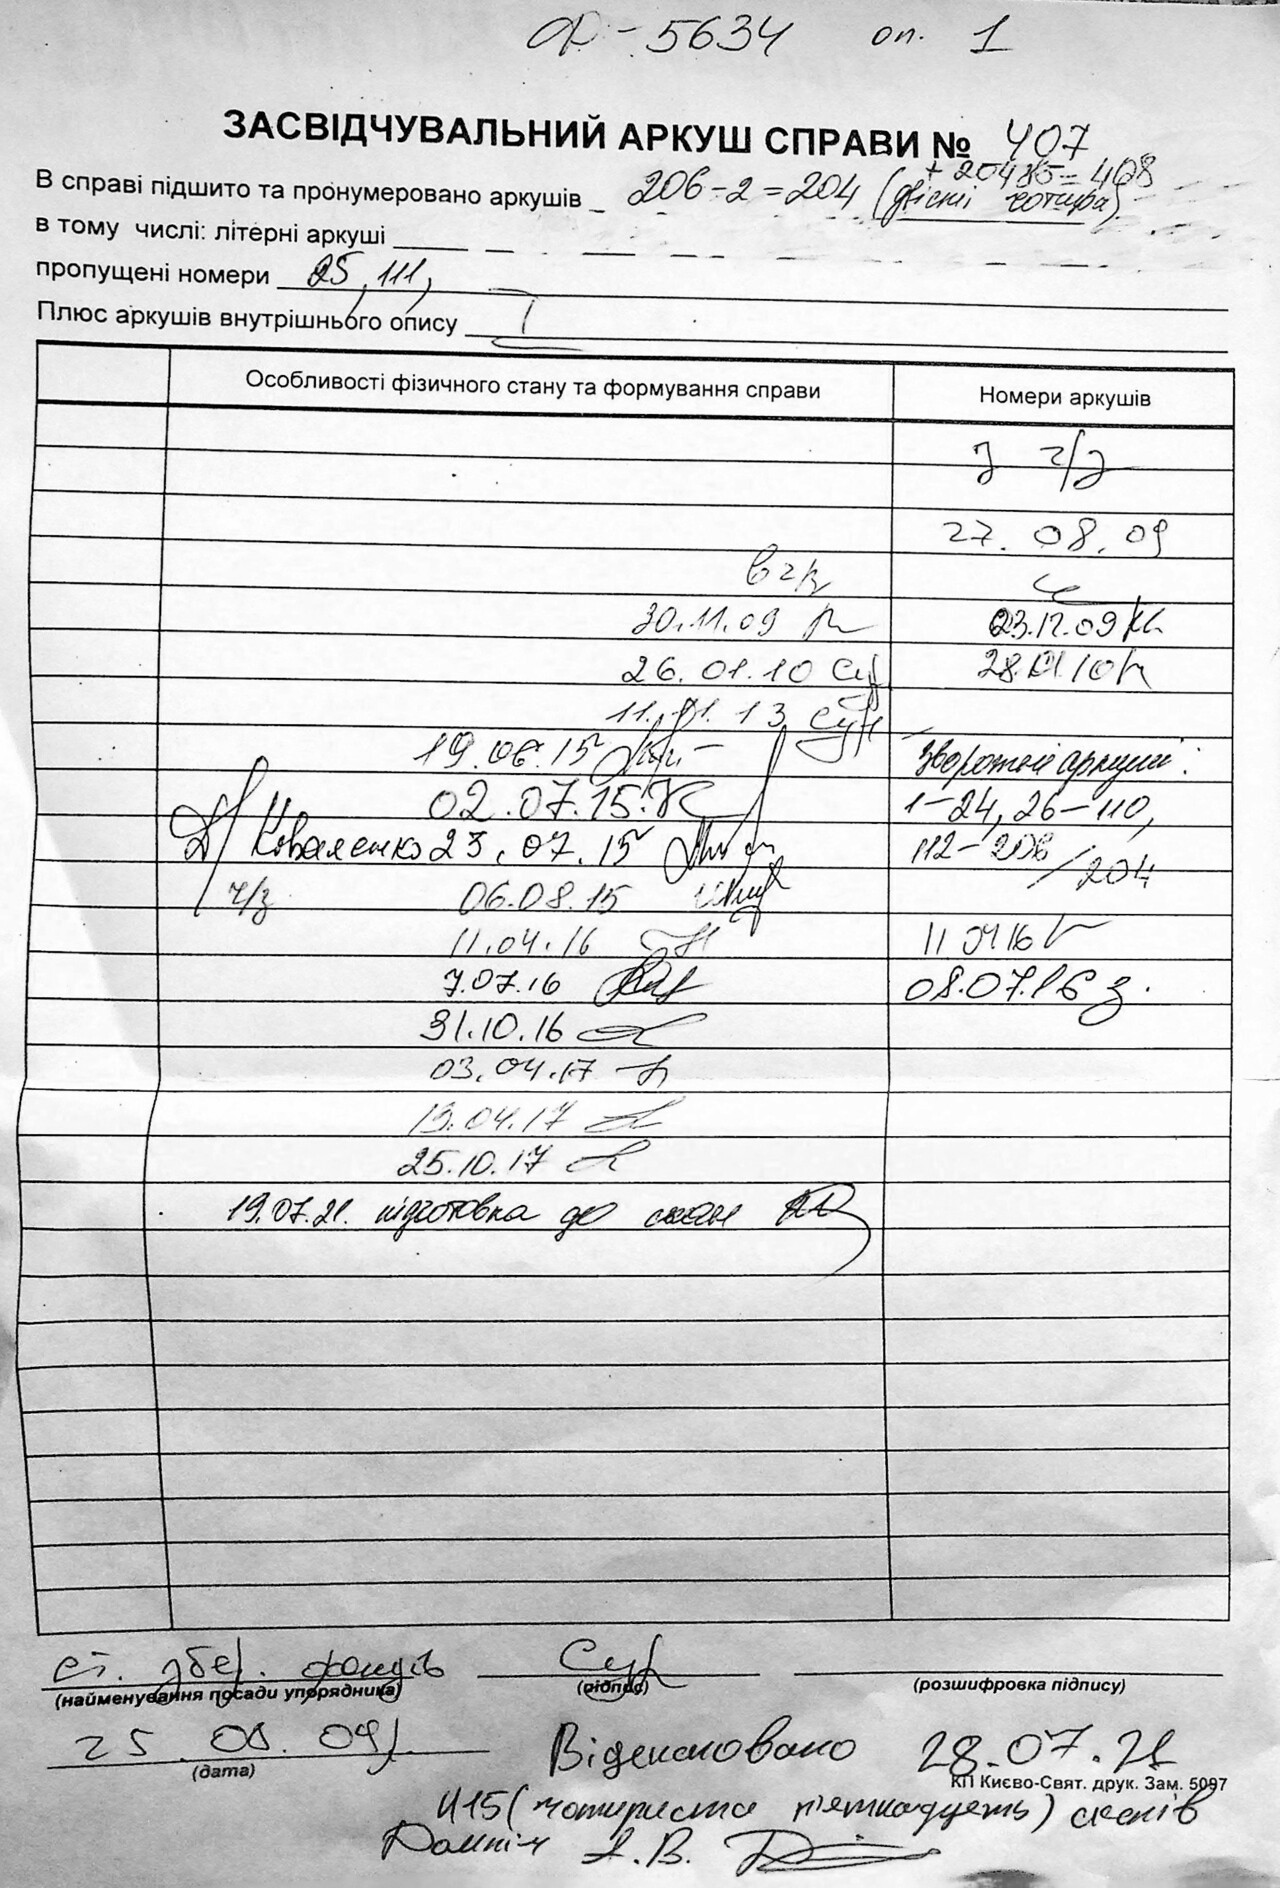 Ф-5634 оп. 1
ЗАСВІДЧУВАЛЬНИЙ АРКУШ СПРАВИ № 407
В справі підшито та пронумеровано аркушів 206-2=204 (двісті чотири)
в тому числі: літерні аркуші
пропущені номери 25, 111,
Плюс аркушів внутрішнього опису
Особливості фізичного стану та формування справи Номери аркушів
27.08.09
30.11.09 23.12.09
26.01.10 Сур 28.01.10
11.01.13 Сур
19.06.15 Зворотні аркуші:
02.07.15 1-24, 26-110,
Коваленко 23.07.15 112-206/204
ч/з 06.08.15
11.04.16 11.04.16
7.07.16 08.07.16
31.10.16
03.04.17
13.04.17
25.10.17
19.07.21. підготовка до скан
ст. збер. фондів Сур
(найменування посади упорядника) (підпис) (розшифровка підпису)
25.08.09
(дата)
Відскановано 28.07.21
КП Києво-Свят. друк. Зам. 5097
415 (чотириста п'ятнадцять) сканів